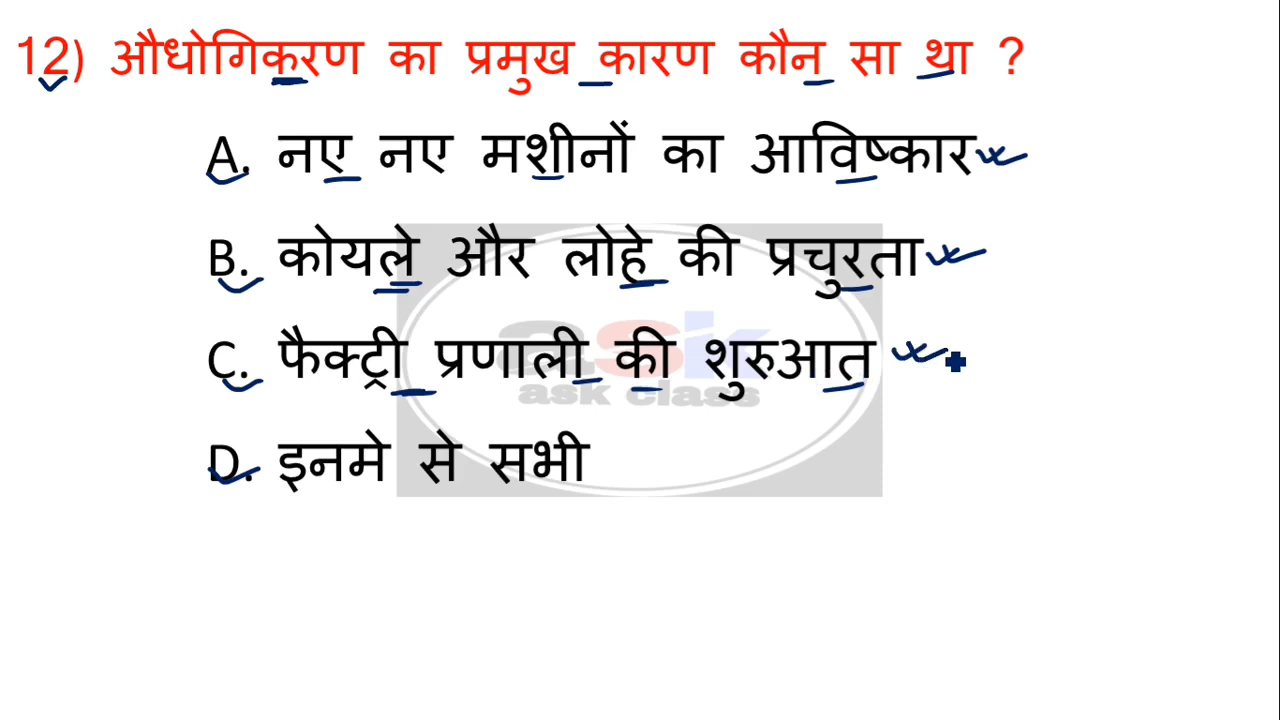 12) औधोगिकरण का प्रमुख कारण कौन सा था ?
A. नए नए मशीनों का आविष्कार
B. कोयले और लोहे की प्रचुरता
C. फैक्ट्री प्रणाली की शुरुआत
D. इनमे से सभी
ask
ask class